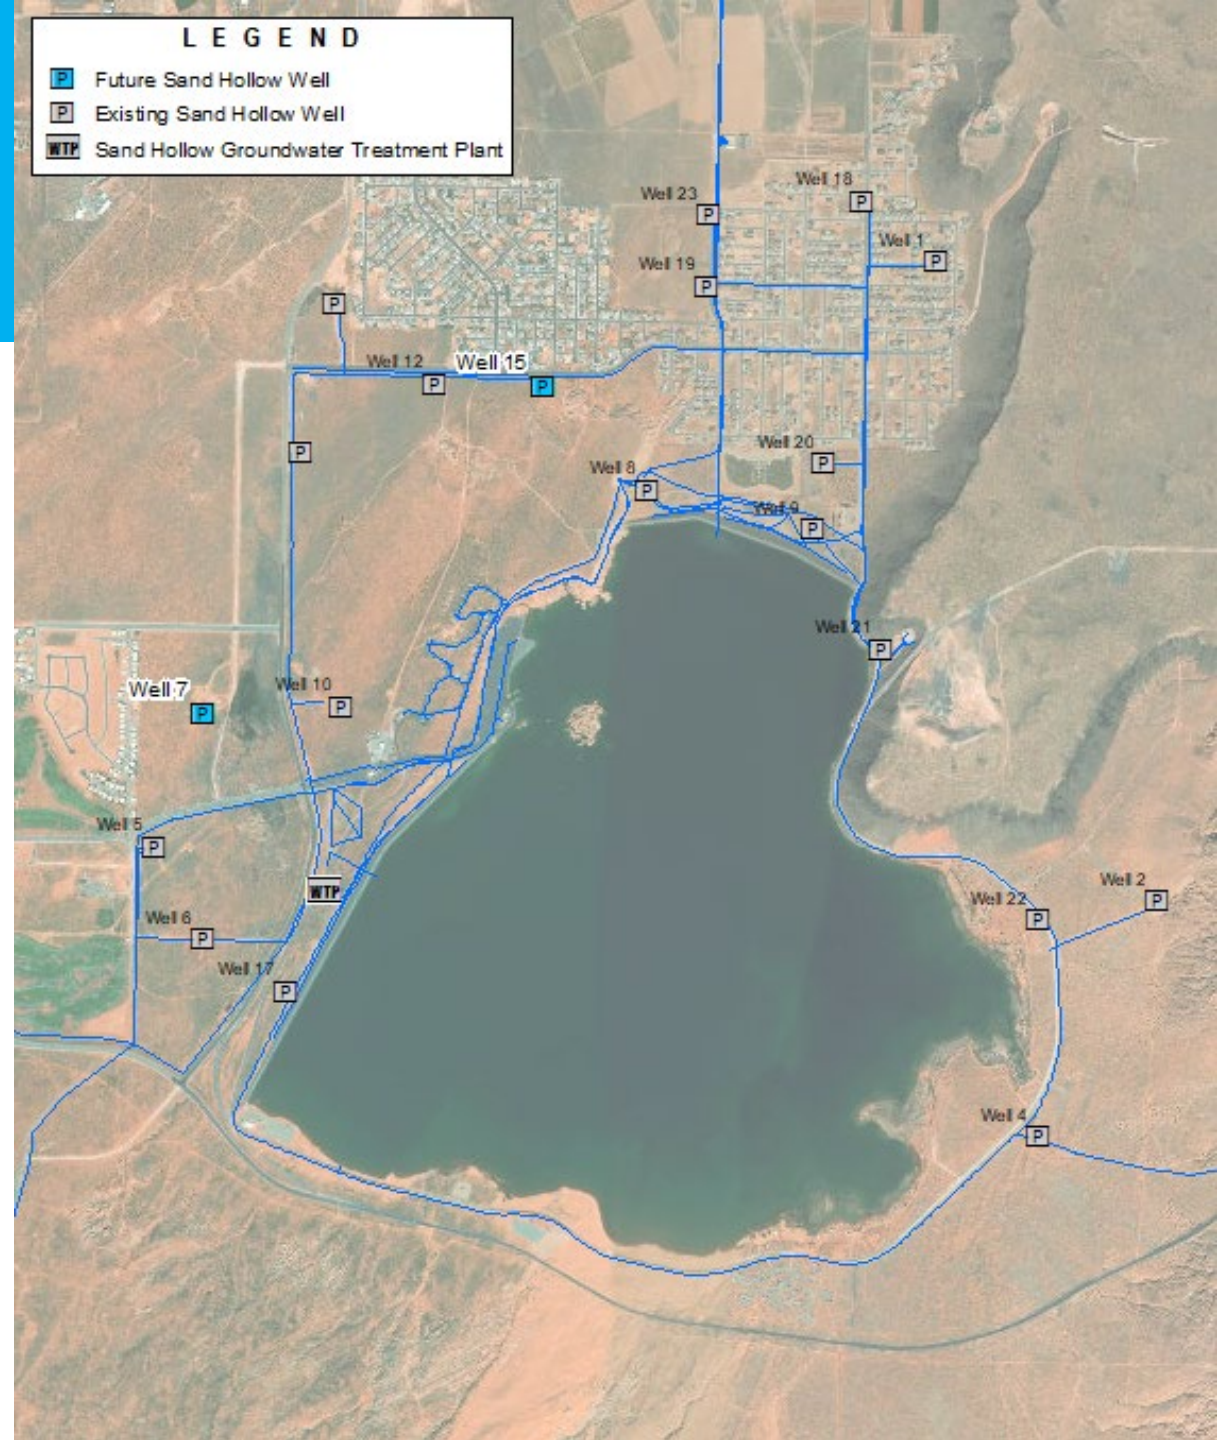 LEGEND
P Future Sand Hollow Well
P Existing Sand Hollow Well
WTP Sand Hollow Groundwater Treatment Plant
Well 18
P
Well 23
P
Well 1
P
Well 19
P
P
Well 12
P
Well 15
P
P
Well 20
P
Well 8
P
Well 9
P
Well 21
P
Well 10
P
Well 7
P
Well 5
P
WTP
Well 2
P
Well 22
P
Well 6
P
Well 17
P
Well 4
P